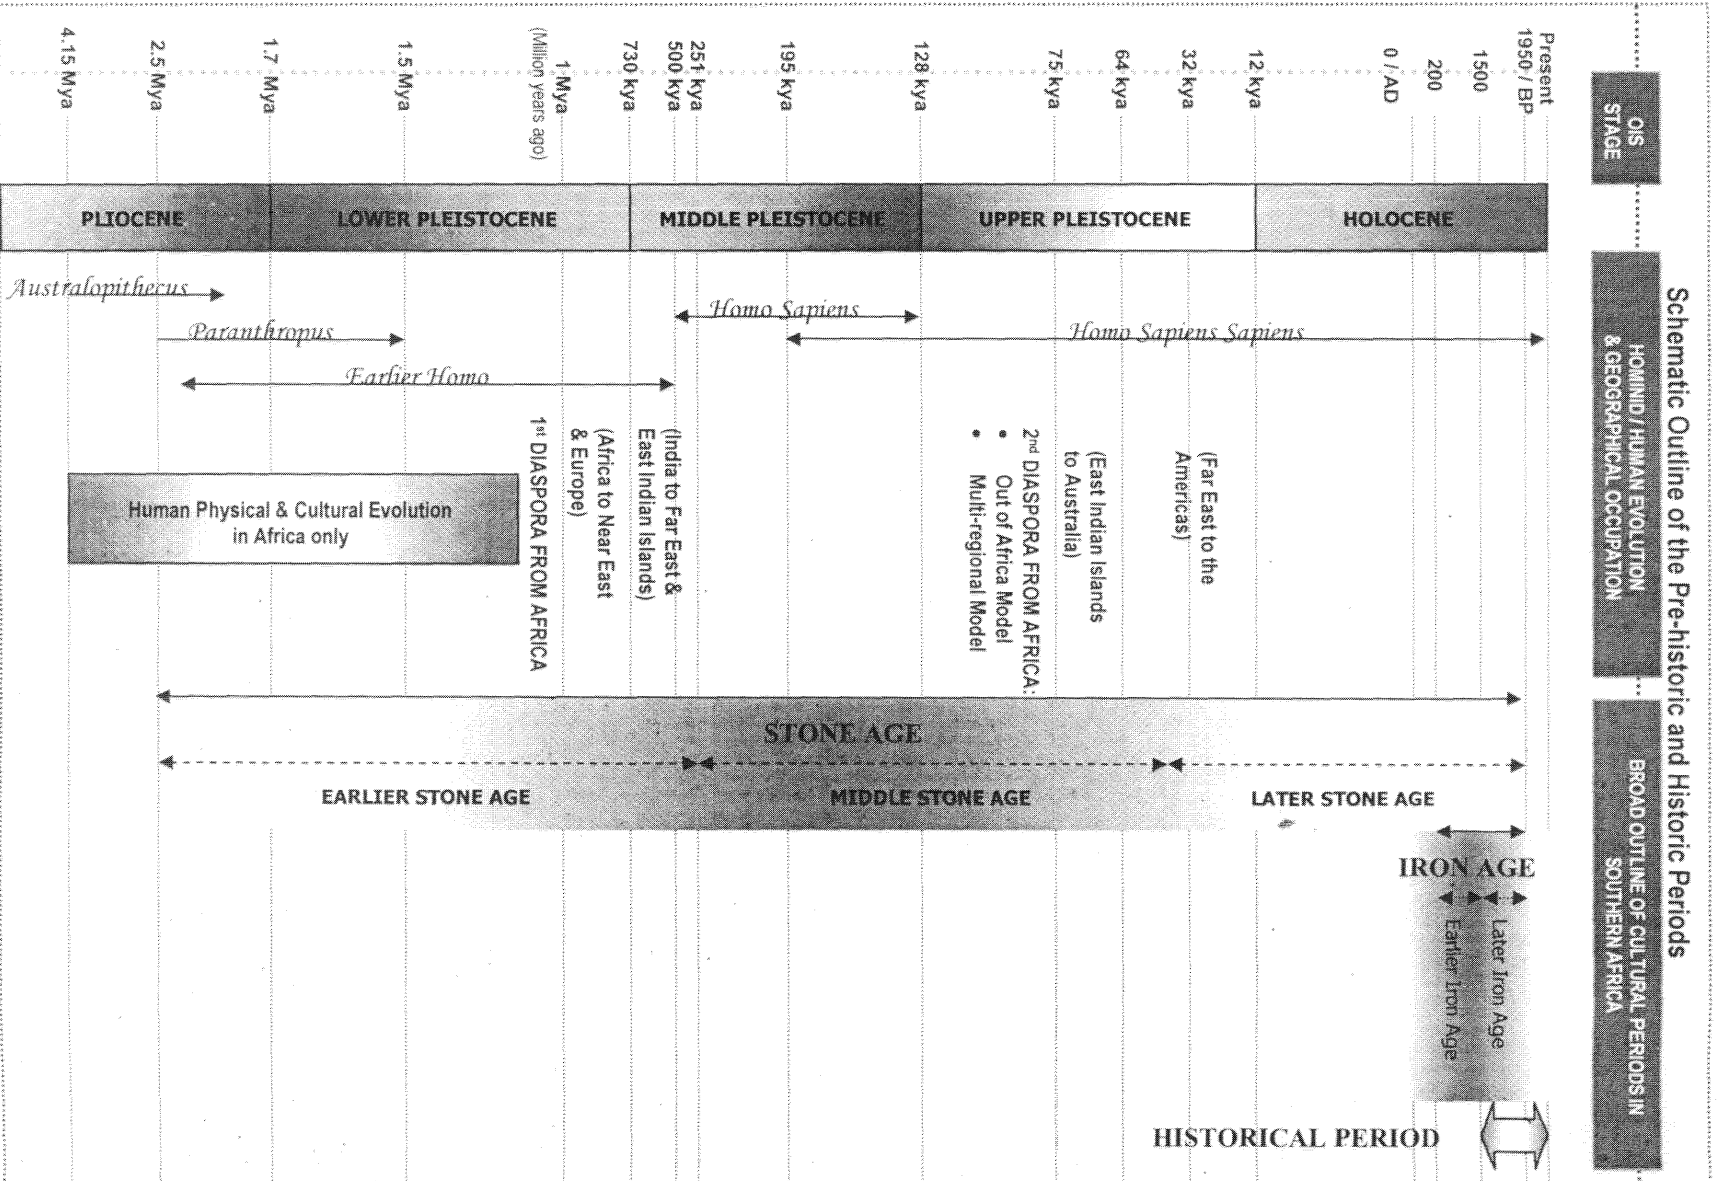 Schematic Outline of the Pre-historic and Historic Periods
OIS
STAGE
HOMINID / HUMAN EVOLUTION
& GEOGRAPHICAL OCCUPATION
BROAD OUTLINE OF CULTURAL PERIODS IN
SOUTHERN AFRICA
Present
1950 / BP
1500
200
0 / AD
12 kya
32 kya
64 kya
75 kya
128 kya
195 kya
251 kya
500 kya
730 kya
1 Mya
(Million years ago)
1.5 Mya
1.7 Mya
2.5 Mya
4.15 Mya
PLIOCENE
LOWER PLEISTOCENE
MIDDLE PLEISTOCENE
UPPER PLEISTOCENE
HOLOCENE
Australopithecus
Paranthropus
Earlier Homo
Homo Sapiens
Homo Sapiens Sapiens
(Far East to the
Americas)
(East Indian Islands
to Australia)
2nd DIASPORA FROM AFRICA:
• Out of Africa Model
• Multi-regional Model
(India to Far East &
East Indian Islands)
(Africa to Near East
& Europe)
1st DIASPORA FROM AFRICA
Human Physical & Cultural Evolution
in Africa only
STONE AGE
EARLIER STONE AGE
MIDDLE STONE AGE
LATER STONE AGE
IRON AGE
Later Iron Age
Earlier Iron Age
HISTORICAL PERIOD